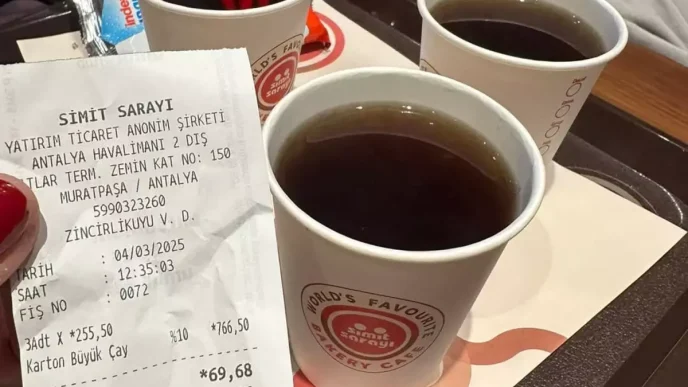 SİMİT SARAYI
YATIRIM TİCARET ANONİM ŞİRKETİ
ANTALYA HAVALİMANI 2 DIŞ
TLAR TERM. ZEMİN KAT NO: 150
MURATPAŞA / ANTALYA
5990323260
ZİNCİRLİKUYU V. D.
TARİH : 04/03/2025
SAAT : 12:35:03
FİŞ NO : 0072
3Adt X *255,50 %10 *766,50
Karton Büyük Çay
*69,68
WORLD'S FAVOURITE
simit
sarayı
BAKERY CAFE
WORLD'S FAVOURITE
simit
sarayı